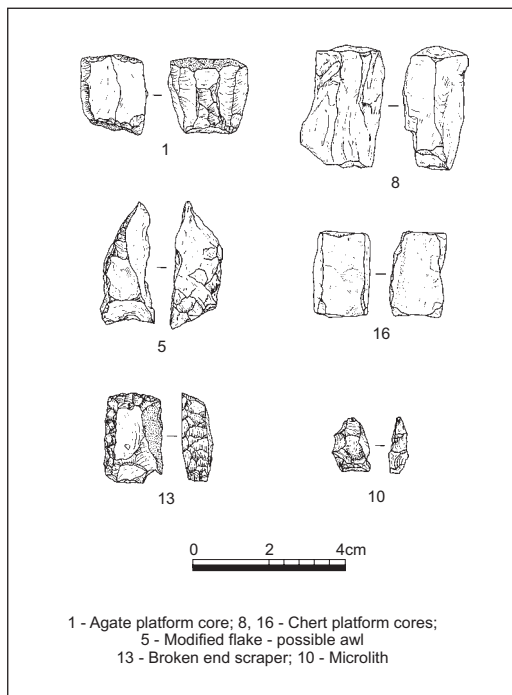 1
8
5
16
13
10
0 2 4cm
1 - Agate platform core; 8, 16 - Chert platform cores;
5 - Modified flake - possible awl
13 - Broken end scraper; 10 - Microlith